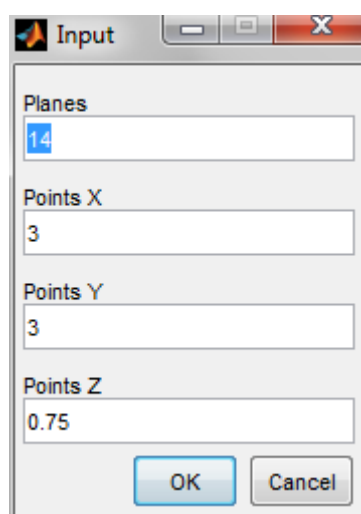 Input
Planes
14
Points X
3
Points Y
3
Points Z
0.75
OK Cancel